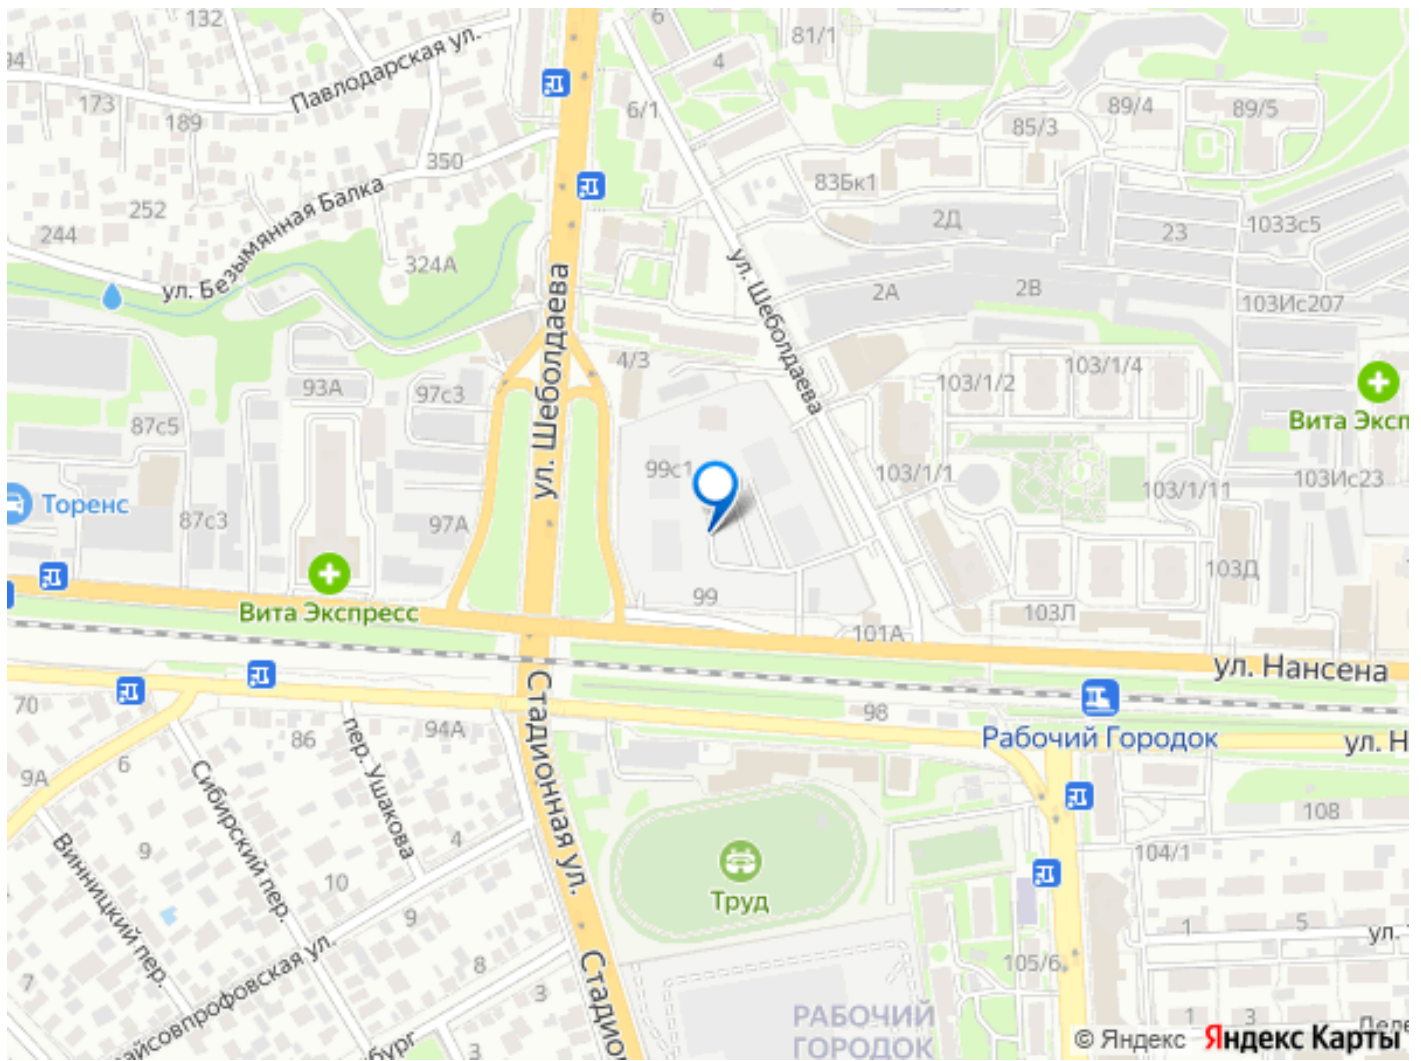 132
6
81/1
Павлодарская ул.
94
4
173
6/1
89/4
89/5
189
85/3
350
83Бк1
252
2Д
244
23
1033с5
ул. Безымянная Балка
324А
ул. Шеболдаева
2А
2В
103Ис207
ул. Шеболдаева
4/3
103/1/4
93А
97с3
103/1/2
87с5
Вита Эксп
99с1
103/1/1
103Ис23
103/1/11
Торенс
87с3
97А
103Д
99
Вита Экспресс
103Л
101А
ул. Нансена
70
98
86
94А
Рабочий Городок
ул. Н
Стадионная ул.
пер. Ушакова
6
9А
Сибирский пер.
108
4
9
Винницкий пер.
104/1
10
Труд
9
1
5
ул.
8
105/6
7
3
айсовпрофовская ул.
Стадио
РАБОЧИЙ
ГОРОДОК
1
3
бург
3
© Яндекс Яндекс Карты